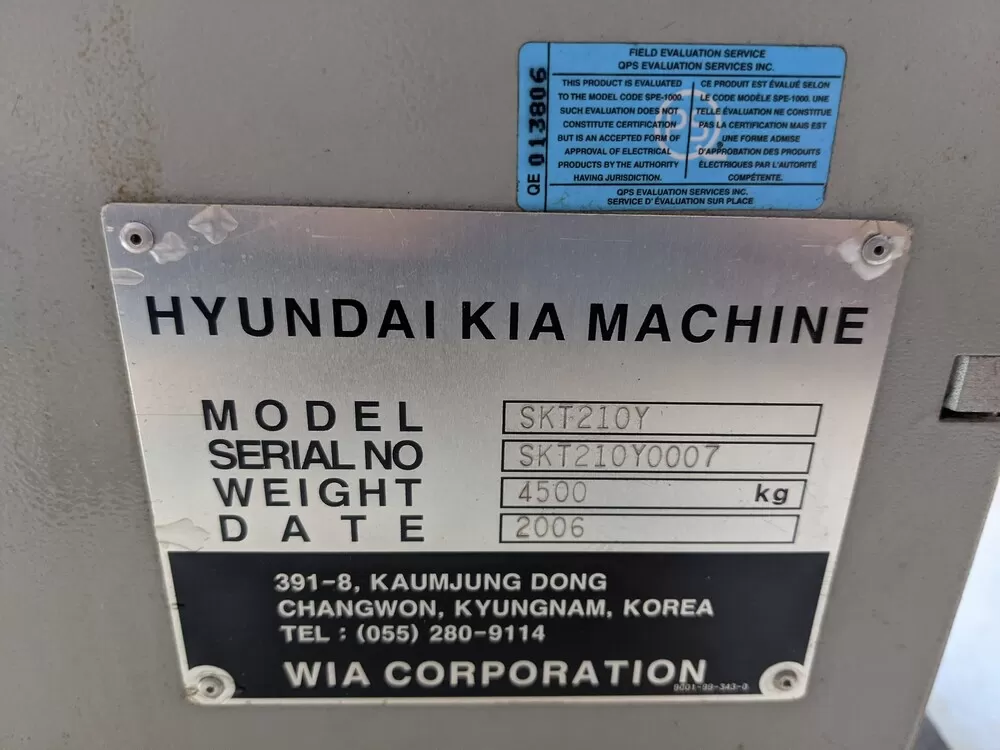 FIELD EVALUATION SERVICE
QPS EVALUATION SERVICES INC.
QE 013806
THIS PRODUCT IS EVALUATED
TO THE MODEL CODE SPE-1000.
SUCH EVALUATION DOES NOT
CONSTITUTE CERTIFICATION
BUT IS AN ACCEPTED FORM OF
APPROVAL OF ELECTRICAL
PRODUCTS BY THE AUTHORITY
HAVING JURISDICTION.
CE PRODUIT EST ÉVALUÉ SELON
LE CODE MODÈLE SPE-1000. UNE
TELLE ÉVALUATION NE CONSTITUE
PAS LA CERTIFICATION MAIS EST
UNE FORME ADMISE
D'APPROBATION DES PRODUITS
ÉLECTRIQUES PAR L'AUTORITÉ
COMPÉTENTE.
QPS EVALUATION SERVICES INC.
SERVICE D'ÉVALUATION SUR PLACE
HYUNDAI KIA MACHINE
MODEL SKT210Y
SERIAL NO SKT210Y0007
WEIGHT 4500 kg
DATE 2006
391-8, KAUMJUNG DONG
CHANGWON, KYUNGNAM, KOREA
TEL : (055) 280-9114
WIA CORPORATION
9001-99-343-0